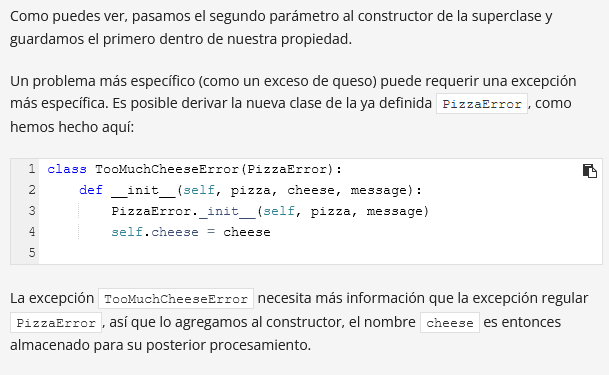 Como puedes ver, pasamos el segundo parámetro al constructor de la superclase y
guardamos el primero dentro de nuestra propiedad.
Un problema más específico (como un exceso de queso) puede requerir una excepción
más específica. Es posible derivar la nueva clase de la ya definida PizzaError, como
hemos hecho aquí:
1 class TooMuchCheeseError(PizzaError):
2     def __init__(self, pizza, cheese, message):
3         PizzaError._init__(self, pizza, message)
4         self.cheese = cheese
5
La excepción TooMuchCheeseError necesita más información que la excepción regular
PizzaError, así que lo agregamos al constructor, el nombre cheese es entonces
almacenado para su posterior procesamiento.